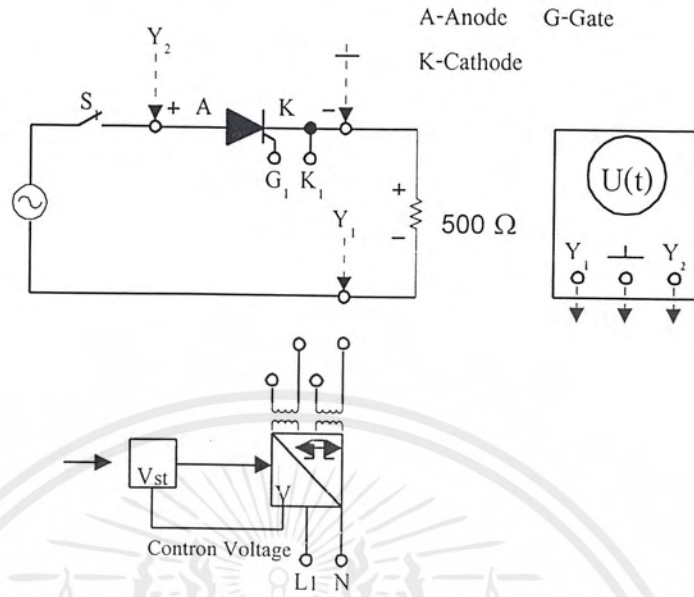 A-Anode G-Gate
K-Cathode
Y2
S
+ A K −
G1 K1
Y1
+
−
500 Ω
U(t)
Y1 Y2
Vst
V
Contron Voltage
L1 N